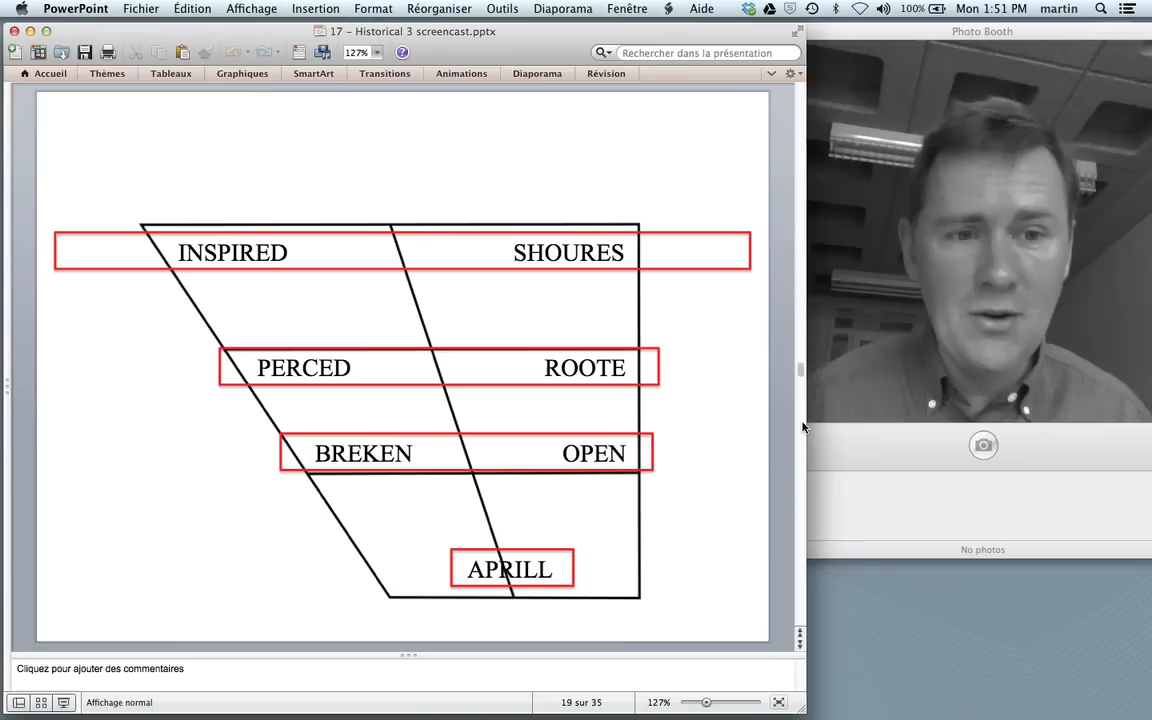 PowerPoint Fichier Édition Affichage Insertion Format Réorganiser Outils Diaporama Fenêtre Aide 100% Mon 1:51 PM martin
17 - Historical 3 screencast.pptx
Photo Booth
127%
Rechercher dans la présentation
Accueil Thèmes Tableaux Graphiques SmartArt Transitions Animations Diaporama Révision
INSPIRED SHOURES
PERCED ROOTE
BREKEN OPEN
APRILL
No photos
Cliquez pour ajouter des commentaires
Affichage normal 19 sur 35 127%